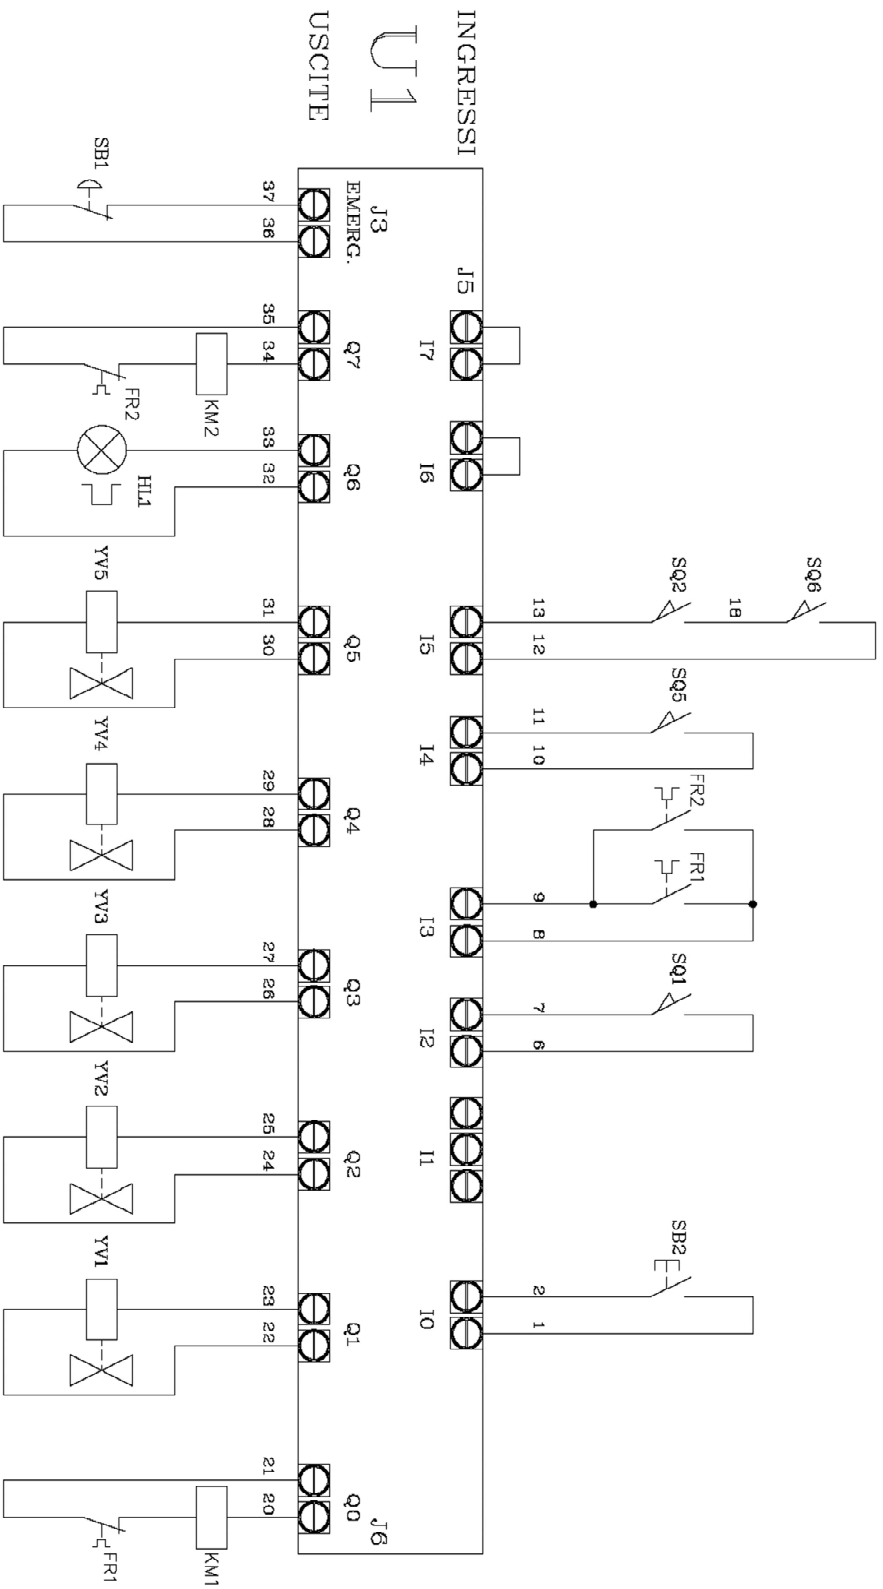 INGRESSI
U1
USCITE
SQ6
18
SQ2
SQ5
FR2
FR1
SQ1
SB2
13
12
11
10
9
8
7
6
2
1
J5
I7
I6
I5
I4
I3
I2
I1
I0
J3
J6
EMERG.
Q7
Q6
Q5
Q4
Q3
Q2
Q1
Q0
37
36
35
34
33
32
31
30
29
28
27
26
25
24
23
22
21
20
KM2
KM1
SB1
FR2
HL1
YV5
YV4
YV3
YV2
YV1
FR1